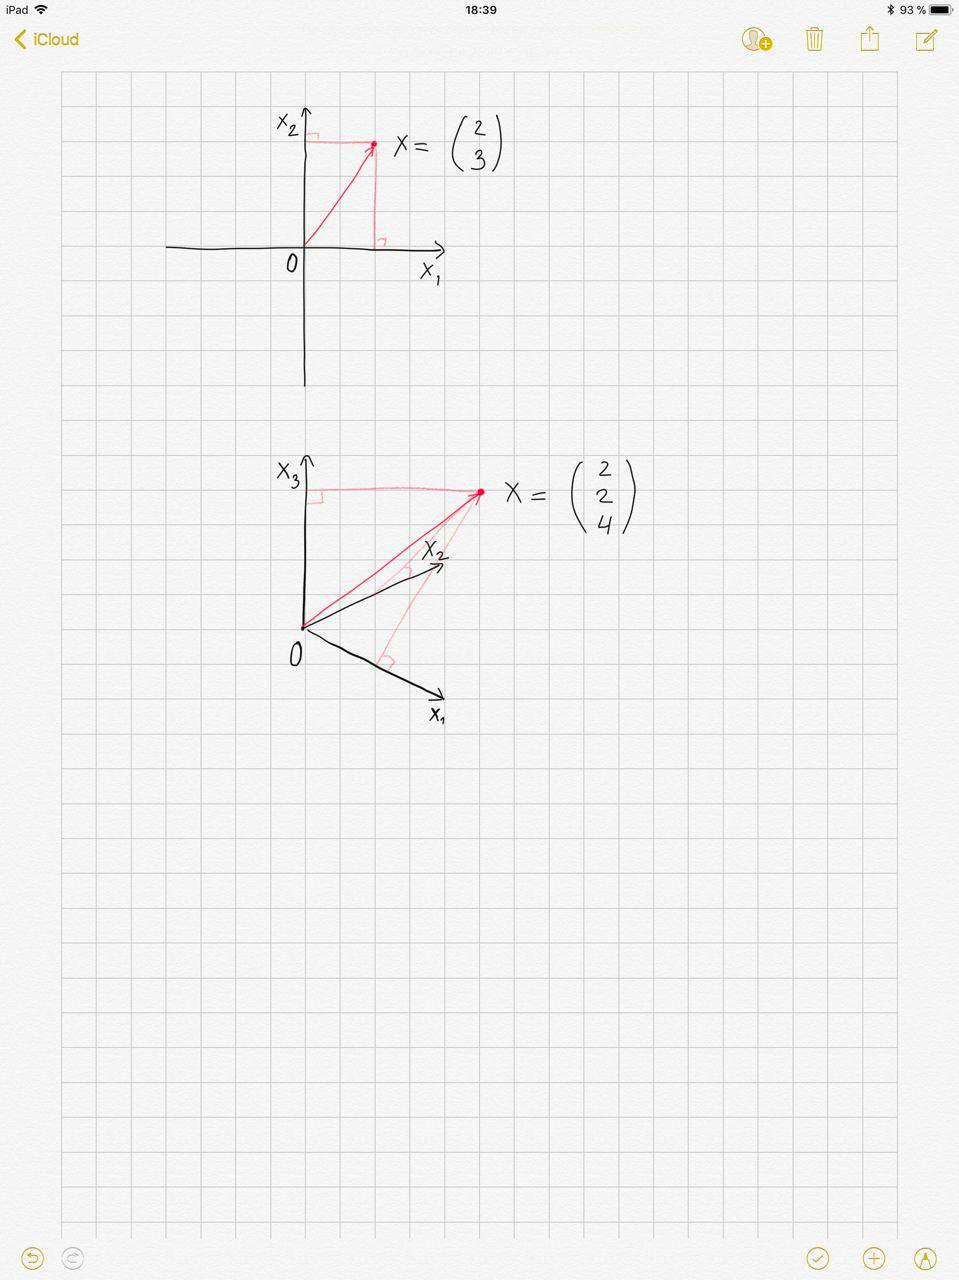 iPad 18:39 93 %
iCloud
x₂
x = (2
3)
0
x₁
x₃
x = (2
2
4)
x₂
0
x₁